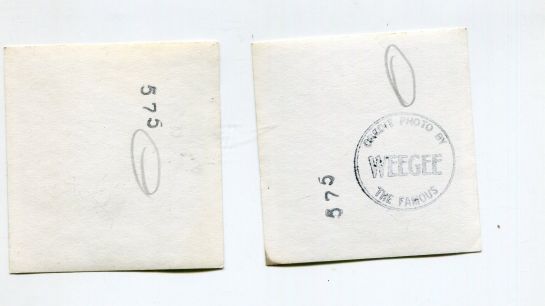 575
CREDIT PHOTO BY
WEEGEE
THE FAMOUS
575